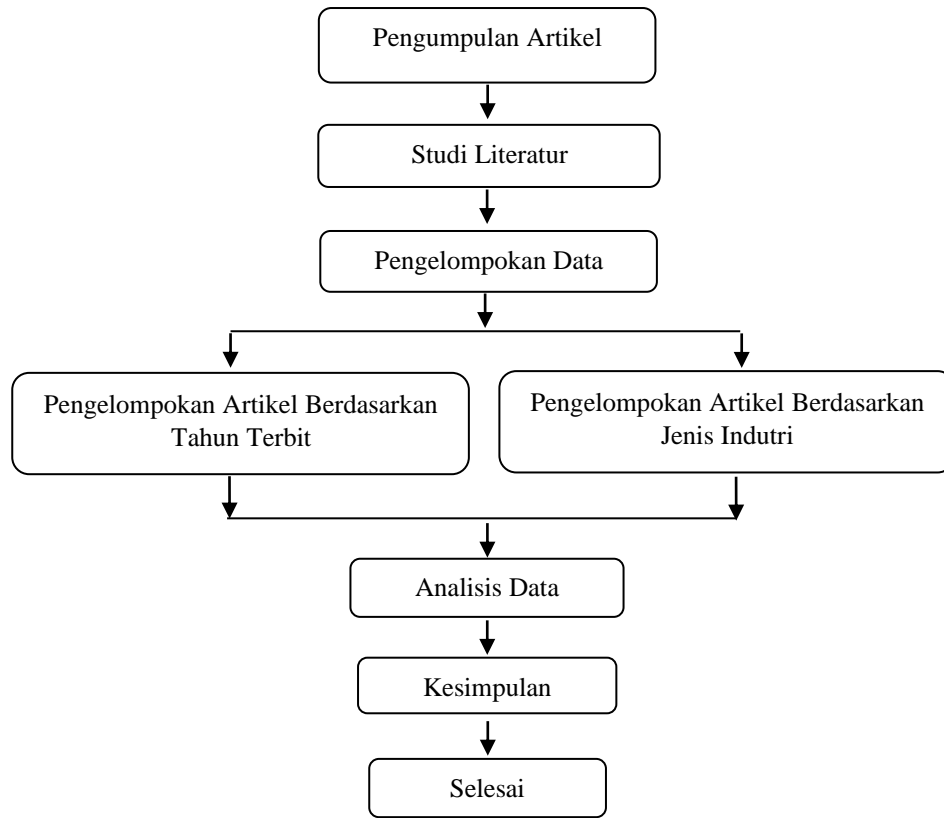 Pengumpulan Artikel
Studi Literatur
Pengelompokan Data
Pengelompokan Artikel Berdasarkan
Tahun Terbit
Pengelompokan Artikel Berdasarkan
Jenis Indutri
Analisis Data
Kesimpulan
Selesai